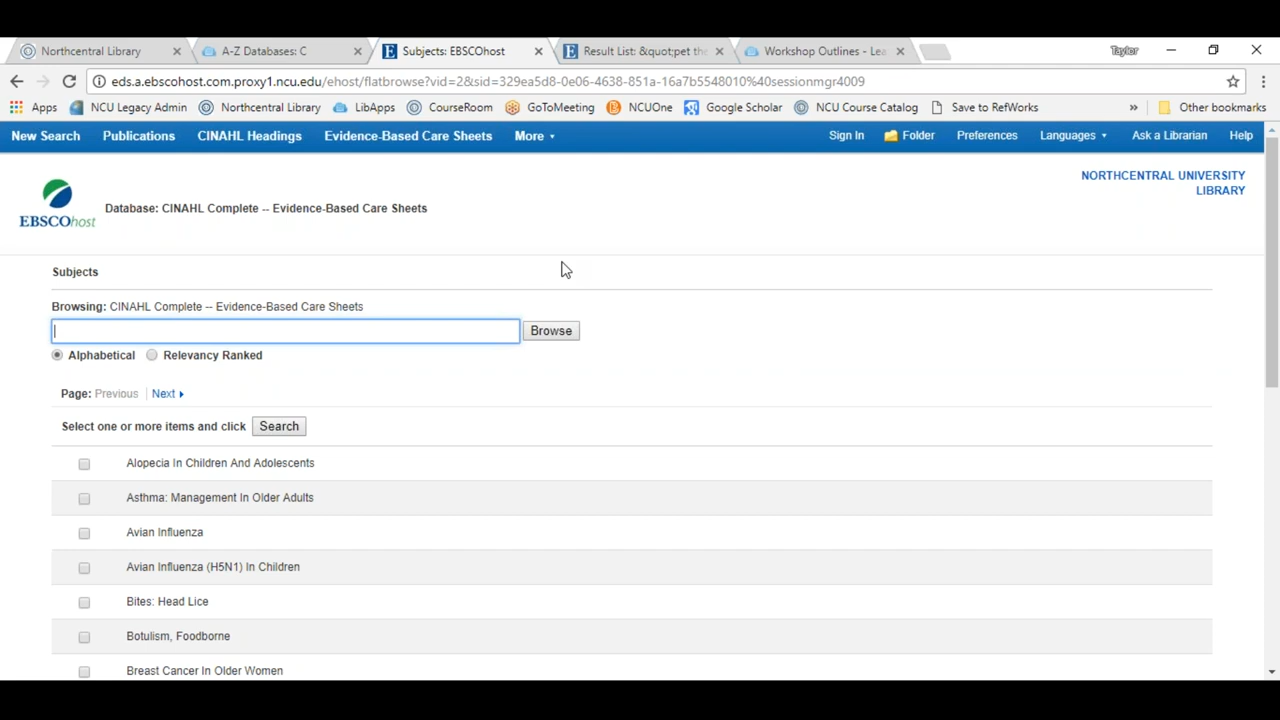 Northcentral Library
A-Z Databases: C
Subjects: EBSCOhost
Result List: &quot;pet the
Workshop Outlines - Lea
Taylor
eds.a.ebscohost.com.proxy1.ncu.edu/ehost/flatbrowse?vid=2&sid=329ea5d8-0e06-4638-851a-16a7b5548010%40sessionmgr4009
Apps NCU Legacy Admin Northcentral Library LibApps CourseRoom GoToMeeting NCUOne Google Scholar NCU Course Catalog Save to RefWorks » Other bookmarks
New Search Publications CINAHL Headings Evidence-Based Care Sheets More Sign In Folder Preferences Languages Ask a Librarian Help
NORTHCENTRAL UNIVERSITY
LIBRARY
EBSCOhost
Database: CINAHL Complete -- Evidence-Based Care Sheets
Subjects
Browsing: CINAHL Complete -- Evidence-Based Care Sheets
Browse
Alphabetical Relevancy Ranked
Page: Previous Next
Select one or more items and click Search
Alopecia In Children And Adolescents
Asthma: Management In Older Adults
Avian Influenza
Avian Influenza (H5N1) In Children
Bites: Head Lice
Botulism, Foodborne
Breast Cancer In Older Women